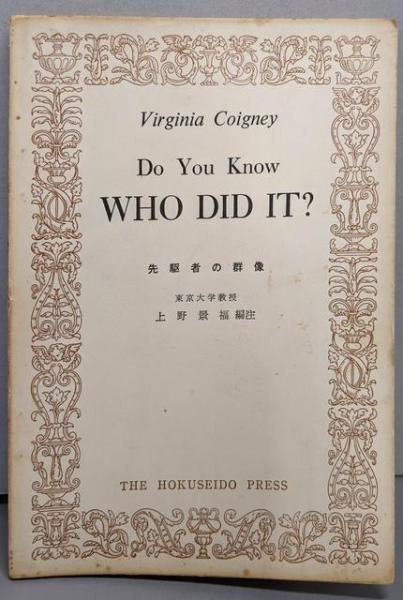 Virginia Coigney
Do You Know
WHO DID IT?
先駆者の群像
東京大学教授
上野景福編注
THE HOKUSEIDO PRESS